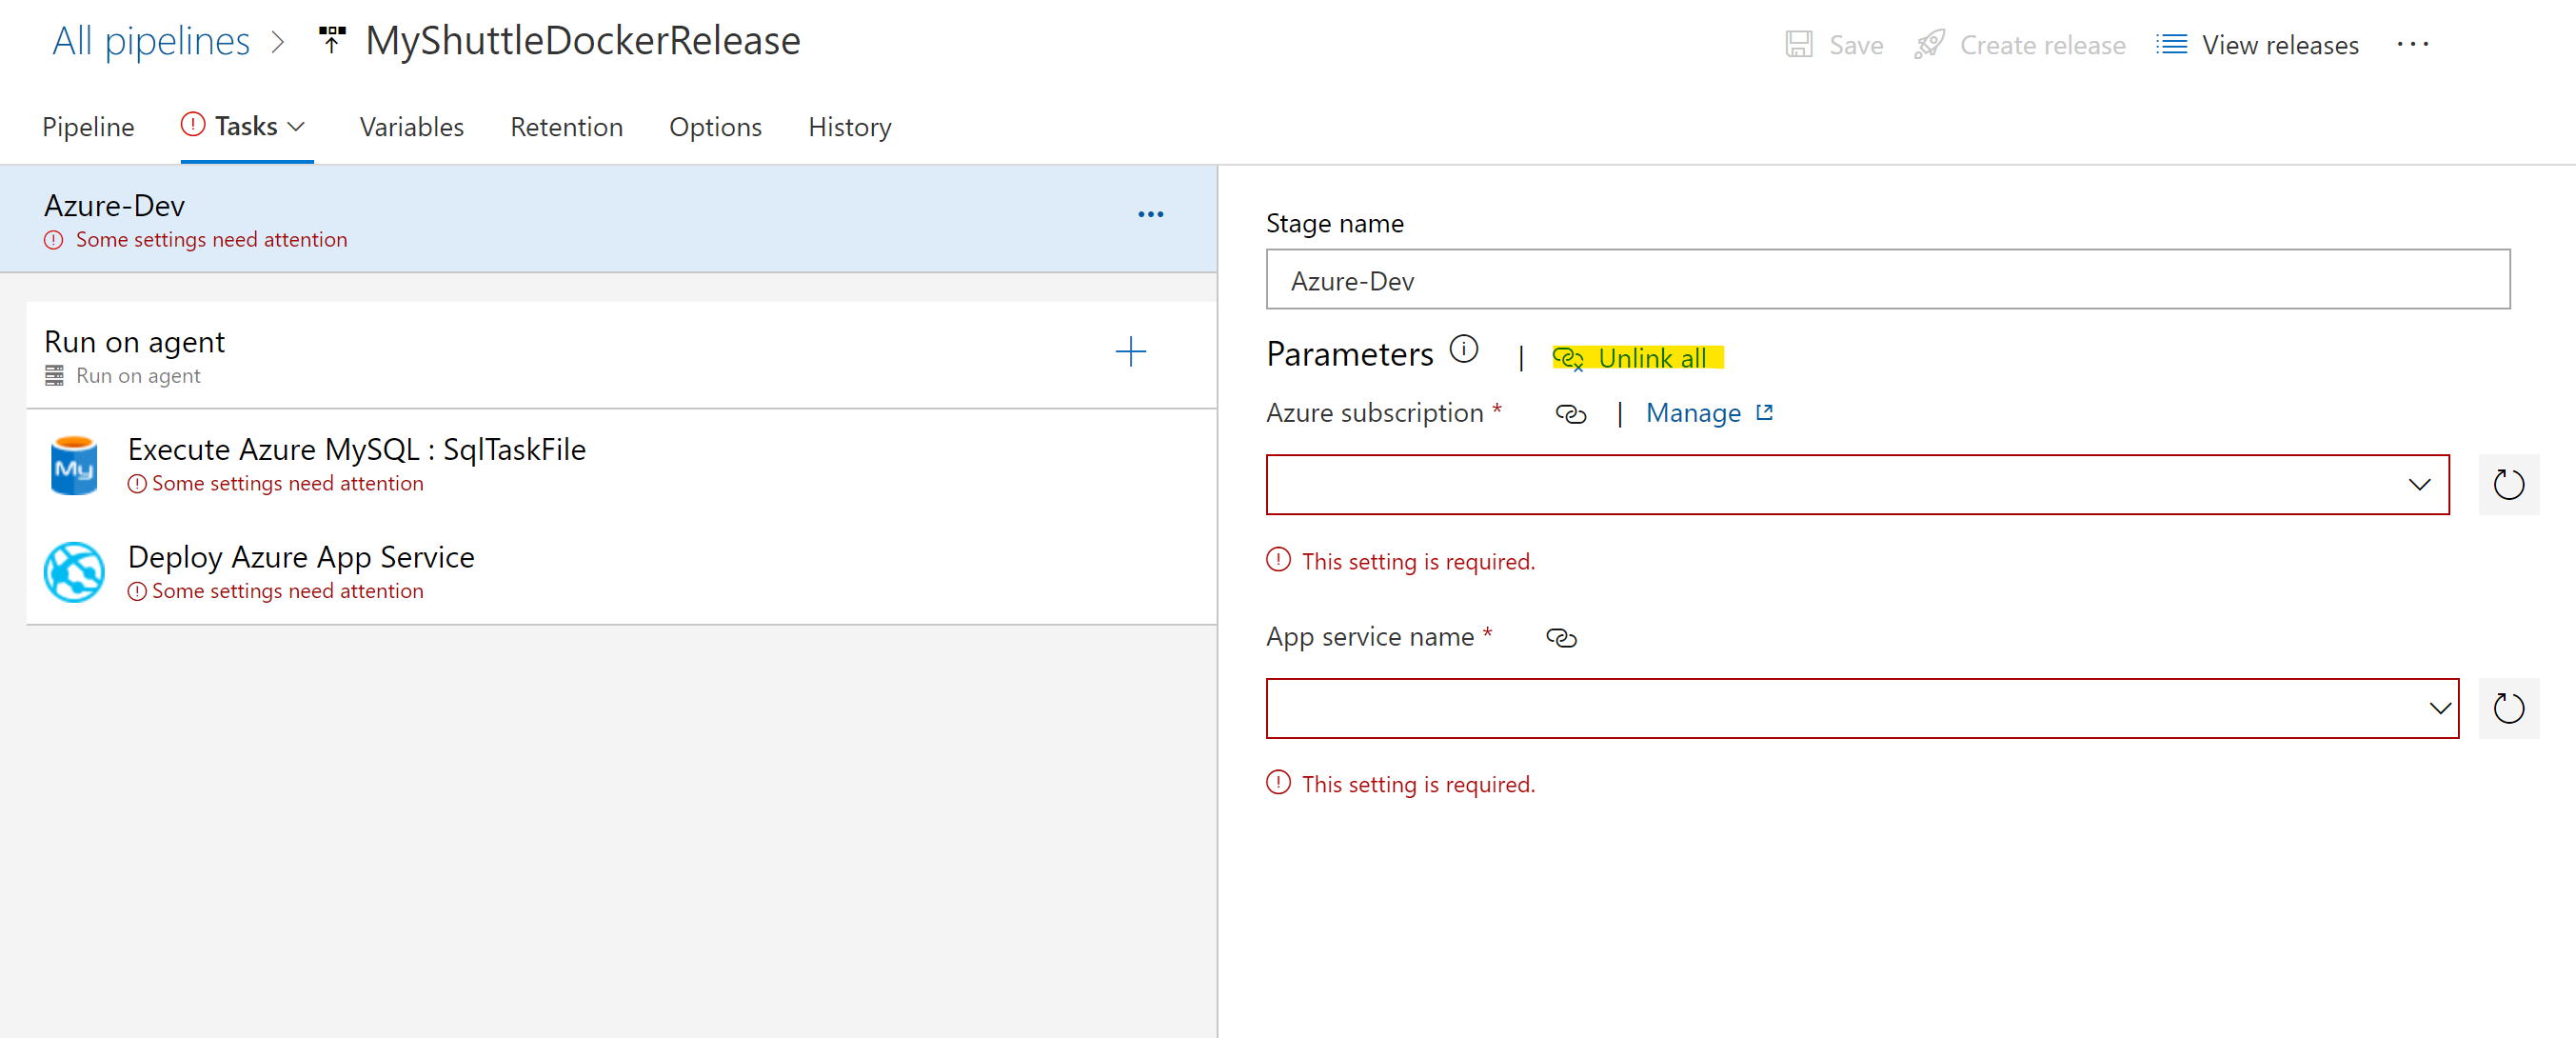 All pipelines > MyShuttleDockerRelease
Save Create release View releases ...
Pipeline Tasks Variables Retention Options History
Azure-Dev
Some settings need attention
Run on agent
Run on agent
My
Execute Azure MySQL : SqlTaskFile
Some settings need attention
Deploy Azure App Service
Some settings need attention
Stage name
Azure-Dev
Parameters | Unlink all
Azure subscription * | Manage
This setting is required.
App service name *
This setting is required.